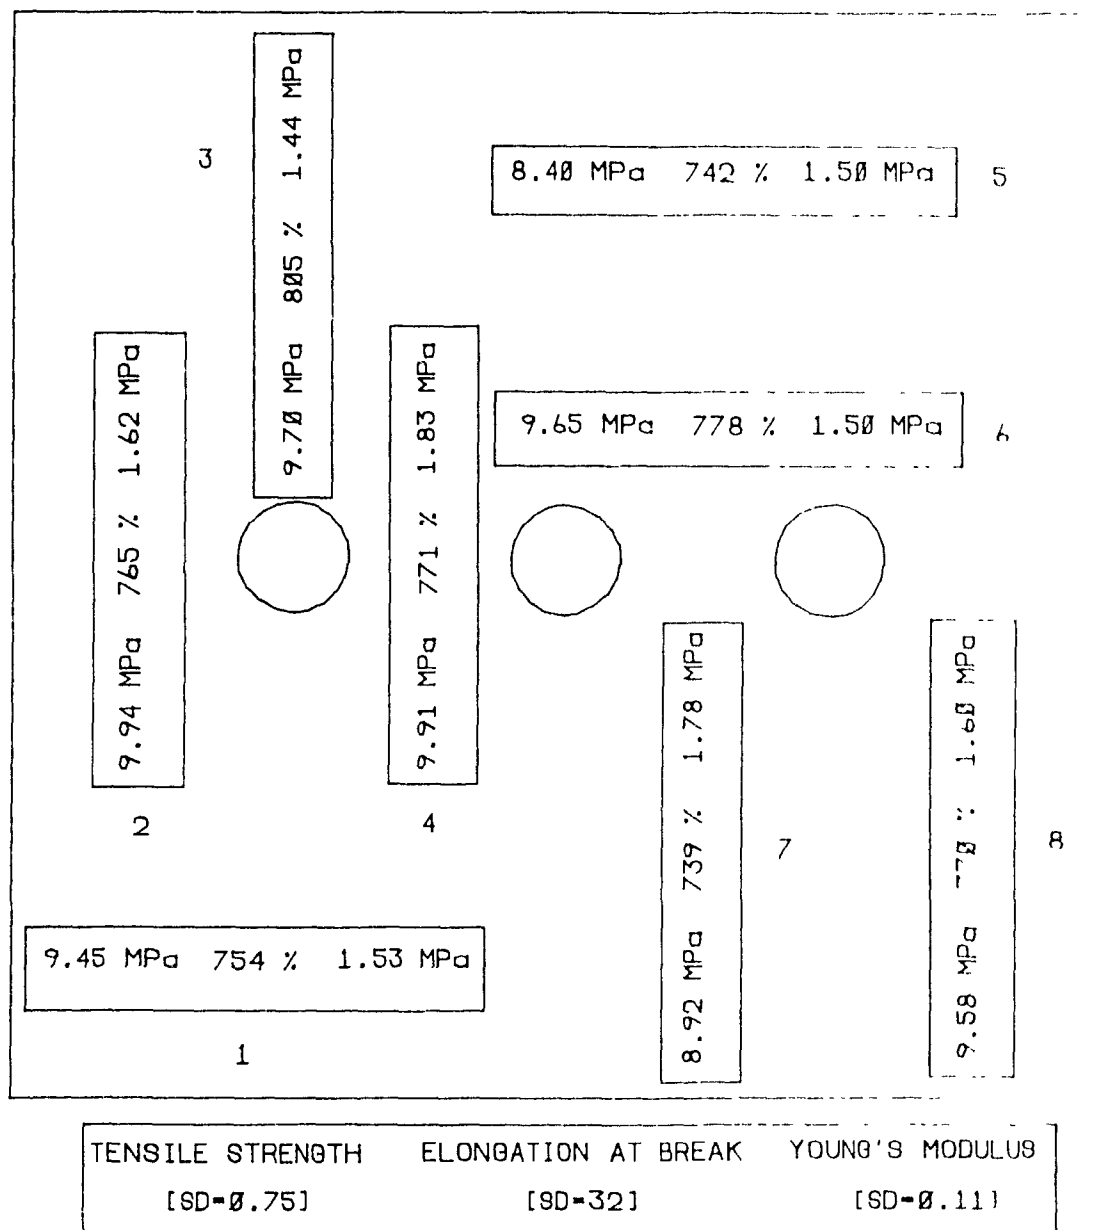 3
9.70 MPa 805 % 1.44 MPa
8.40 MPa 742 % 1.50 MPa
5
9.94 MPa 765 % 1.62 MPa
9.91 MPa 771 % 1.83 MPa
9.65 MPa 778 % 1.50 MPa
6
2
4
8.92 MPa 739 % 1.78 MPa
7
9.58 MPa 770 % 1.60 MPa
8
9.45 MPa 754 % 1.53 MPa
1
TENSILE STRENGTH ELONGATION AT BREAK YOUNG'S MODULUS
[SD=0.75] [SD=32] [SD=0.11]